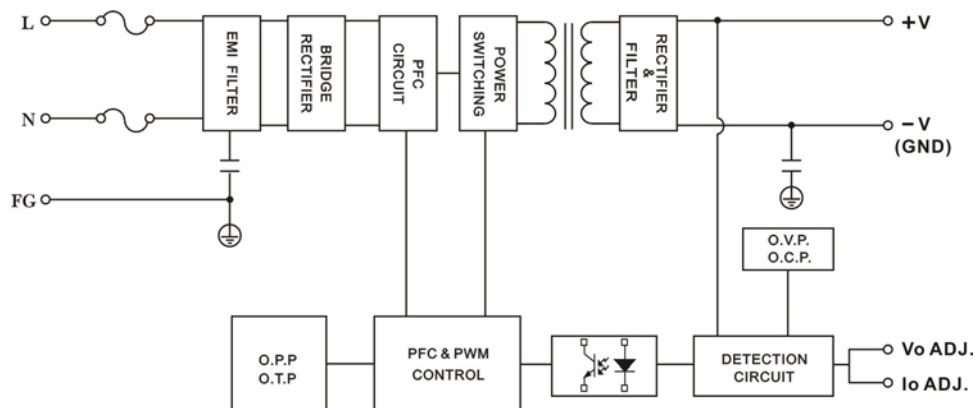 L
N
FG
EMI FILTER
BRIDGE
RECTIFIER
PFC
CIRCUIT
POWER
SWITCHING
RECTIFIER
&
FILTER
+V
−V
(GND)
O.V.P.
O.C.P.
O.P.P
O.T.P
PFC & PWM
CONTROL
DETECTION
CIRCUIT
Vo ADJ.
Io ADJ.